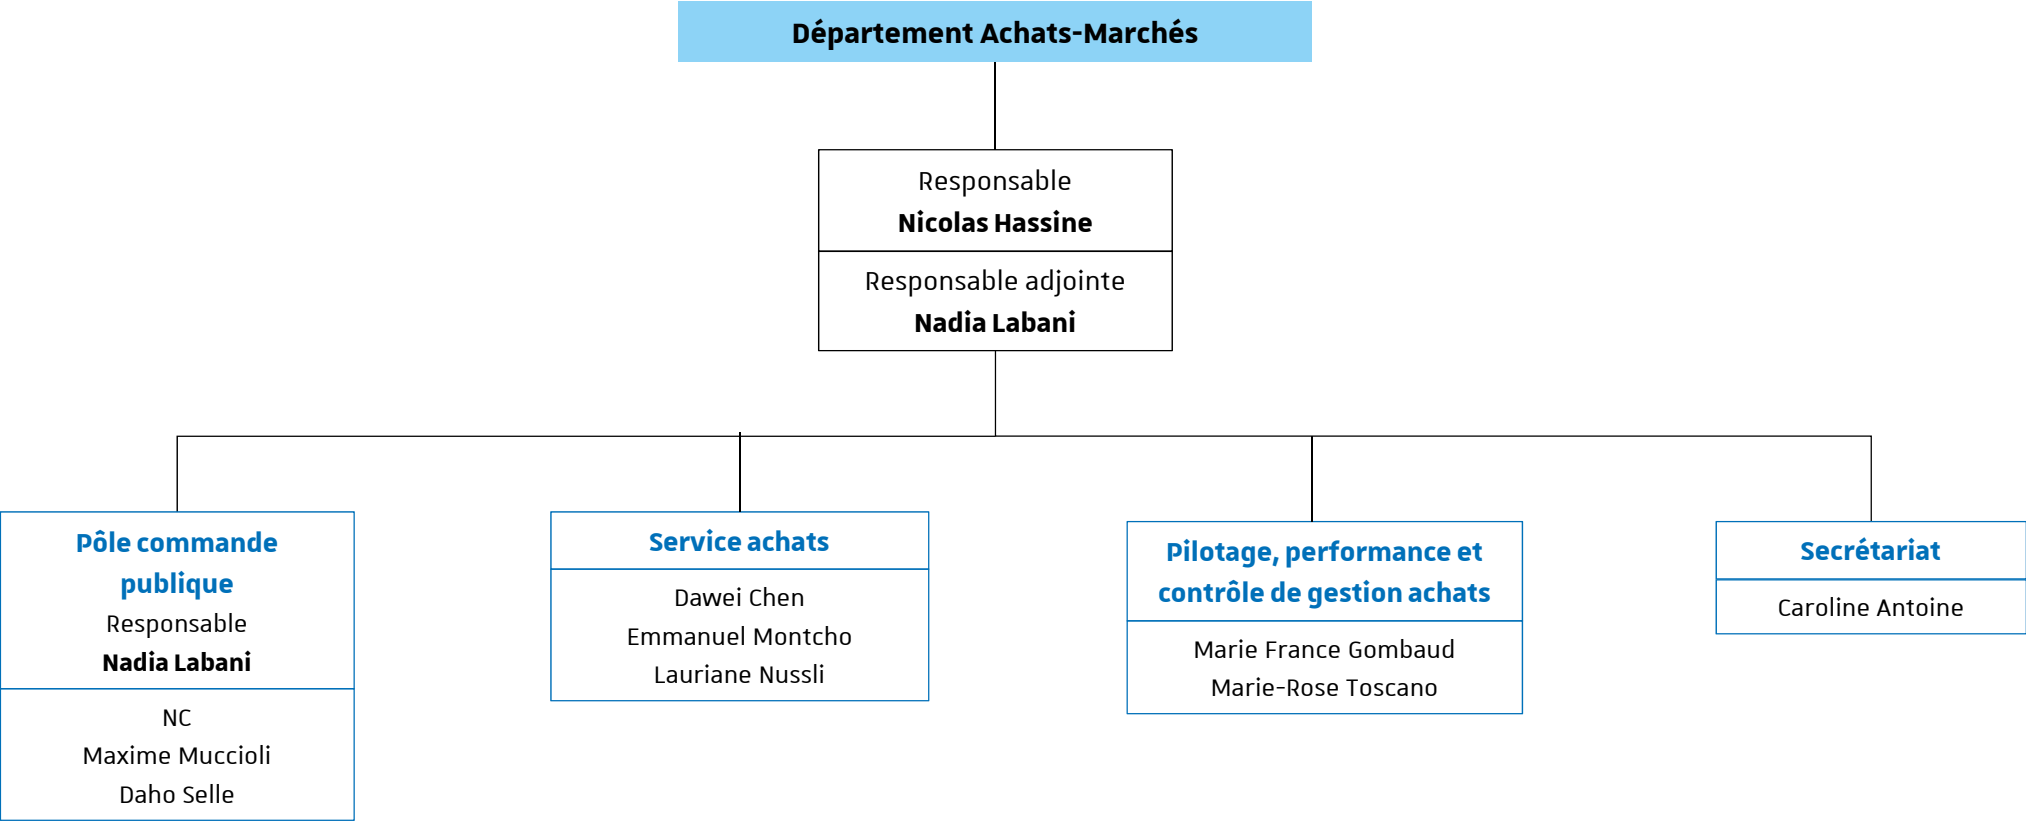 Département Achats-Marchés
Responsable
Nicolas Hassine
Responsable adjointe
Nadia Labani
Pôle commande
publique
Responsable
Nadia Labani
NC
Maxime Muccioli
Daho Selle
Service achats
Dawei Chen
Emmanuel Montcho
Lauriane Nussli
Pilotage, performance et
contrôle de gestion achats
Marie France Gombaud
Marie-Rose Toscano
Secrétariat
Caroline Antoine